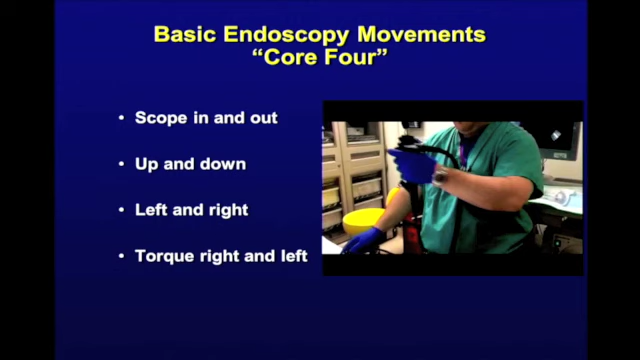 Basic Endoscopy Movements
“Core Four”
• Scope in and out
• Up and down
• Left and right
• Torque right and left